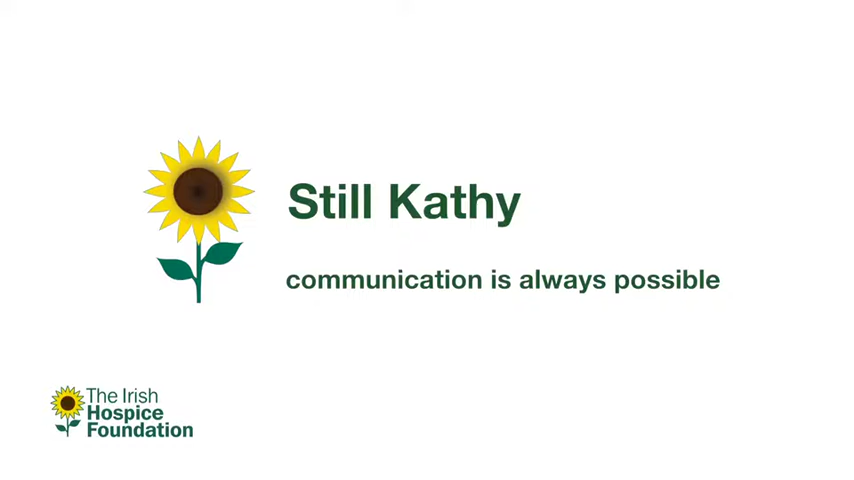 Still Kathy
communication is always possible
The Irish
Hospice
Foundation